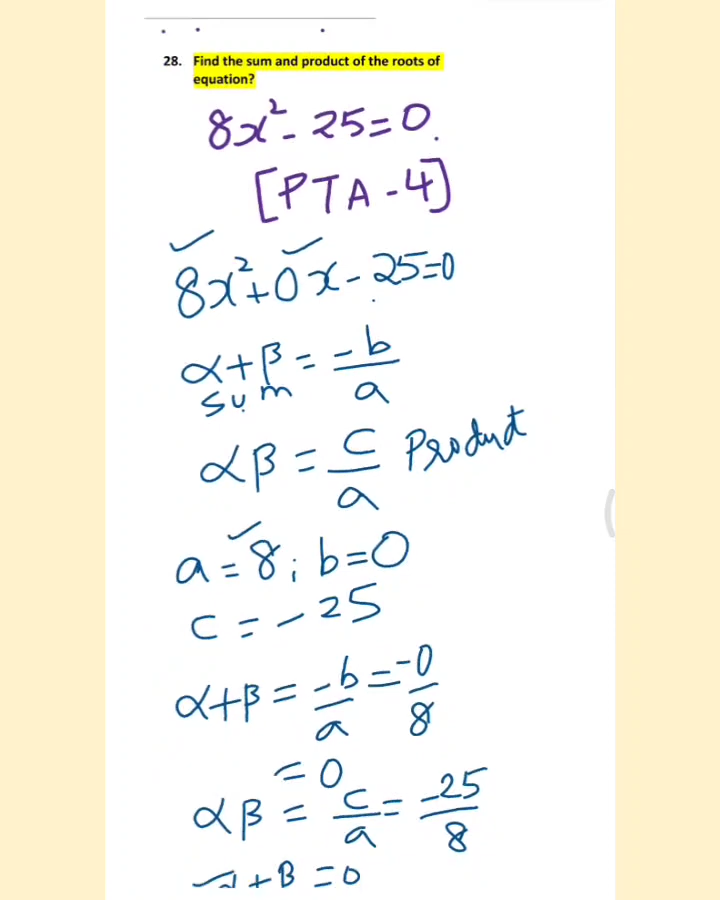 28. Find the sum and product of the roots of
equation?
8x² - 25 = 0.
[PTA - 4]
8x² + 0x - 25 = 0
α + β = -b/a
sum
αβ = c/a Product
a = 8; b = 0
c = -25
α + β = -b/a = -0/8
= 0
αβ = c/a = -25/8
α + β = 0